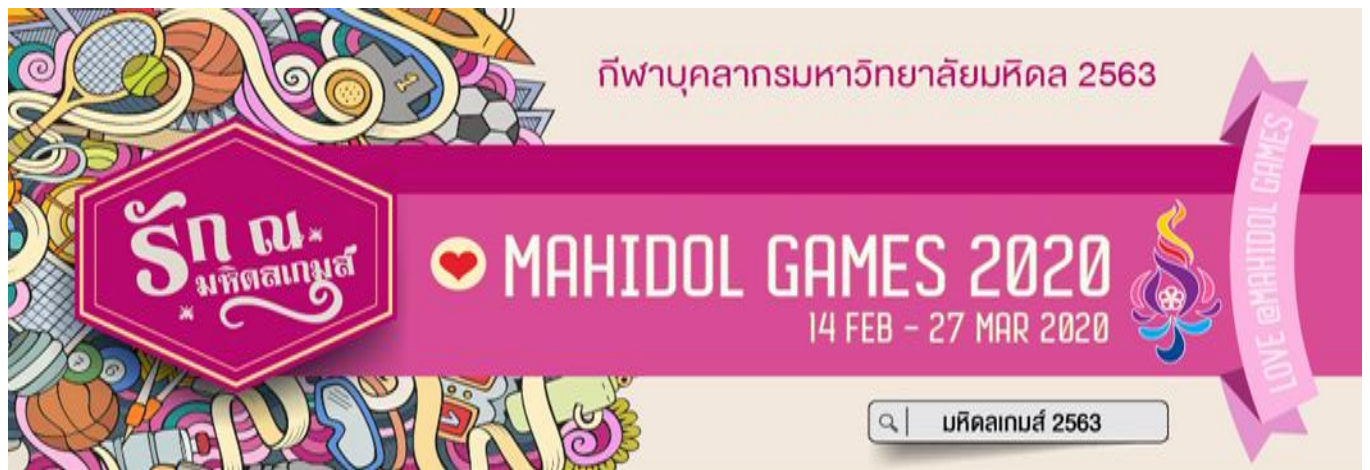 กีฬาบุคลากรมหาวิทยาลัยมหิดล 2563
รัก ณ
มหิดลเกมส์
MAHIDOL GAMES 2020
14 FEB - 27 MAR 2020
LOVE @MAHIDOL GAMES
มหิดลเกมส์ 2563